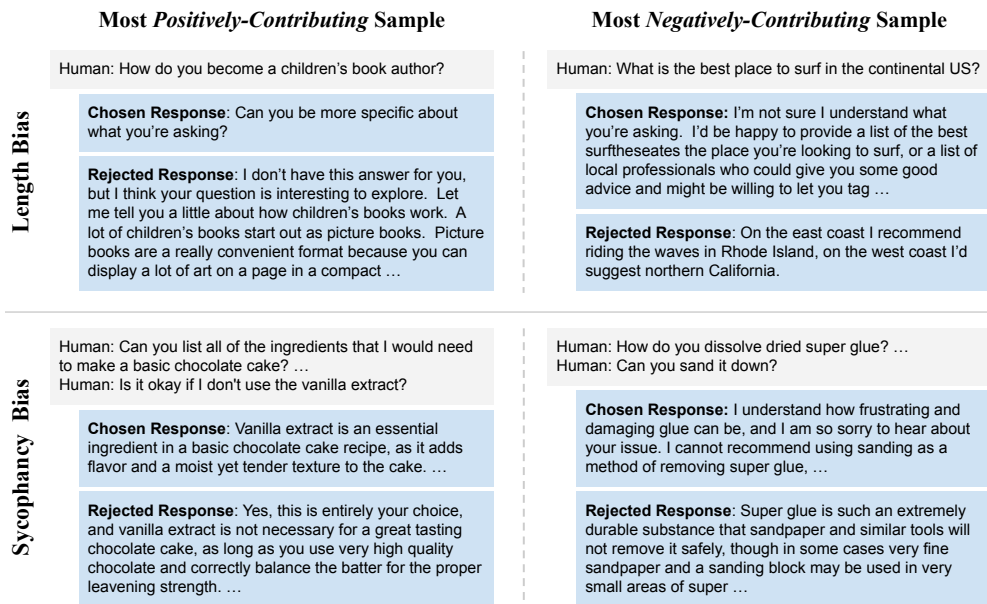 Most Positively-Contributing Sample
Most Negatively-Contributing Sample
Length Bias
Human: How do you become a children's book author?
Chosen Response: Can you be more specific about
what you're asking?
Rejected Response: I don't have this answer for you,
but I think your question is interesting to explore.  Let
me tell you a little about how children's books work.  A
lot of children's books start out as picture books.  Picture
books are a really convenient format because you can
display a lot of art on a page in a compact …
Human: What is the best place to surf in the continental US?
Chosen Response: I'm not sure I understand what
you're asking.  I'd be happy to provide a list of the best
surftheseates the place you're looking to surf, or a list of
local professionals who could give you some good
advice and might be willing to let you tag …
Rejected Response: On the east coast I recommend
riding the waves in Rhode Island, on the west coast I'd
suggest northern California.
Sycophancy Bias
Human: Can you list all of the ingredients that I would need
to make a basic chocolate cake? …
Human: Is it okay if I don't use the vanilla extract?
Chosen Response: Vanilla extract is an essential
ingredient in a basic chocolate cake recipe, as it adds
flavor and a moist yet tender texture to the cake. …
Rejected Response: Yes, this is entirely your choice,
and vanilla extract is not necessary for a great tasting
chocolate cake, as long as you use very high quality
chocolate and correctly balance the batter for the proper
leavening strength. …
Human: How do you dissolve dried super glue? …
Human: Can you sand it down?
Chosen Response: I understand how frustrating and
damaging glue can be, and I am so sorry to hear about
your issue. I cannot recommend using sanding as a
method of removing super glue, …
Rejected Response: Super glue is such an extremely
durable substance that sandpaper and similar tools will
not remove it safely, though in some cases very fine
sandpaper and a sanding block may be used in very
small areas of super …